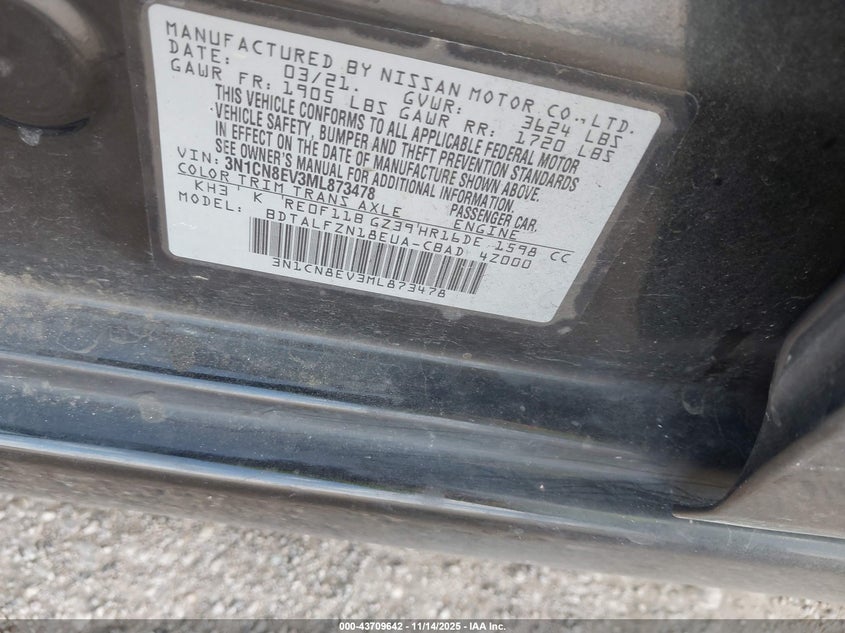 MANUFACTURED BY NISSAN MOTOR CO.,LTD.
DATE: 03/21. GVWR: 3624 LBS
GAWR FR: 1905 LBS GAWR RR: 1720 LBS
THIS VEHICLE CONFORMS TO ALL APPLICABLE FEDERAL MOTOR
VEHICLE SAFETY, BUMPER AND THEFT PREVENTION STANDARDS
IN EFFECT ON THE DATE OF MANUFACTURE SHOWN ABOVE.
SEE OWNER'S MANUAL FOR ADDITIONAL INFORMATION.
VIN: 3N1CN8EV3ML873478 PASSENGER CAR.
COLOR TRIM TRANS AXLE ENGINE
KH3 K RE0F11B GZ39 HR16DE 1598 CC
MODEL: BDTALFZN18EUA-CBAD 4Z000
3N1CN8EV3ML873478
000-43709642 | 11/14/2025 - IAA Inc.